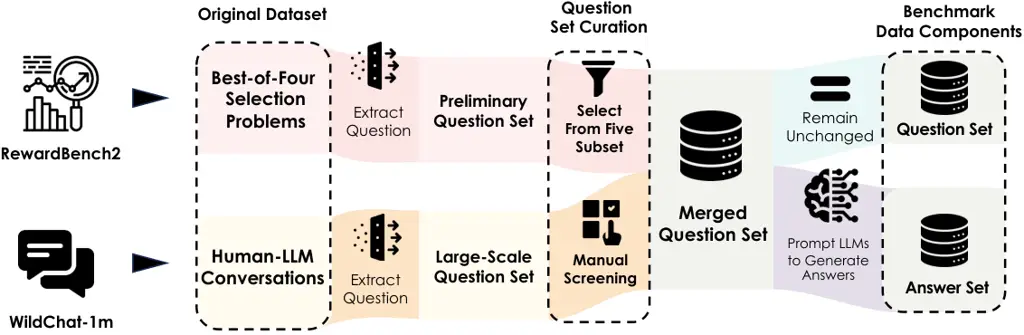 Original Dataset
Question
Set Curation
Benchmark
Data Components
RewardBench2
Best-of-Four
Selection
Problems
Extract
Question
Preliminary
Question Set
Select
From Five
Subset
Merged
Question Set
Remain
Unchanged
Question Set
WildChat-1m
Human-LLM
Conversations
Extract
Question
Large-Scale
Question Set
Manual
Screening
Prompt LLMs
to Generate
Answers
Answer Set